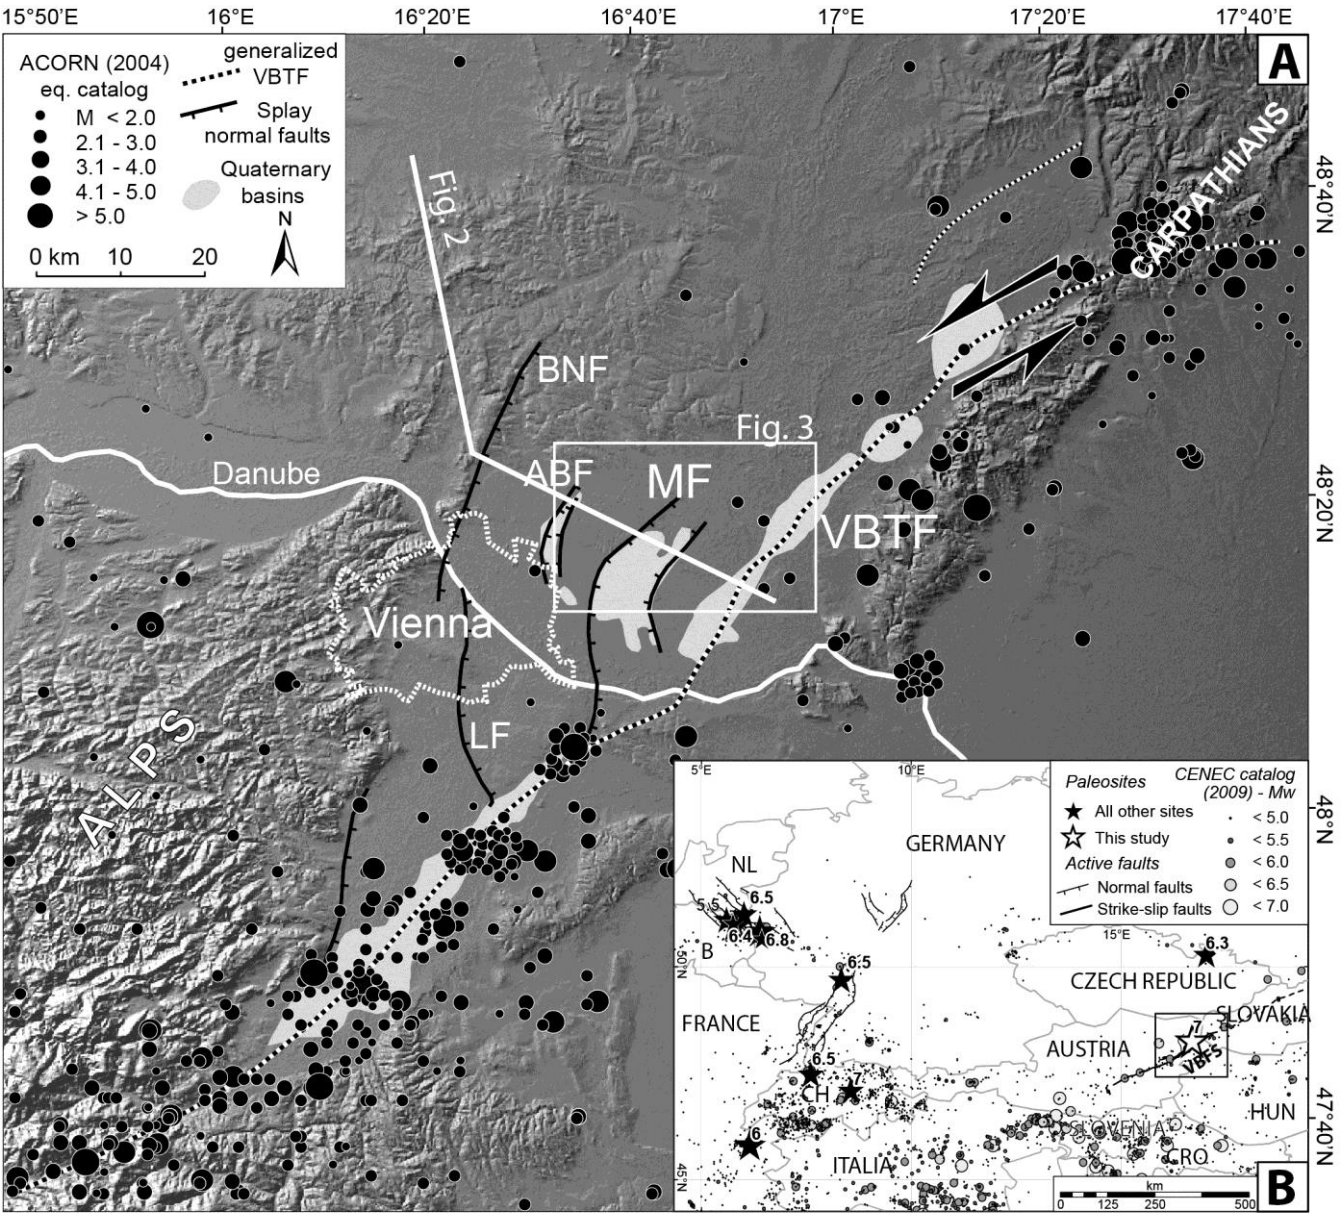 15°50'E 16°E 16°20'E 16°40'E 17°E 17°20'E 17°40'E
A
ACORN (2004)
eq. catalog
M < 2.0
2.1 - 3.0
3.1 - 4.0
4.1 - 5.0
> 5.0
generalized
VBTF
Splay
normal faults
Quaternary
basins
N
0 km 10 20
Fig. 2
CARPATHIANS
48°40'N
BNF
Fig. 3
Danube
ABF
MF
VBTF
48°20'N
Vienna
LF
ALPS
48°N
47°40'N
5°E 10°E
Paleosites
All other sites
This study
Active faults
Normal faults
Strike-slip faults
CENEC catalog
(2009) - Mw
< 5.0
< 5.5
< 6.0
< 6.5
< 7.0
15°E
GERMANY
NL
5.5
6.5
6.4
6.8
B
6.5
50°N
6.3
CZECH REPUBLIC
FRANCE
SLOVAKIA
7
AUSTRIA
VBFS
6.5
7
CH
HUN
6
SLOVENIA
ITALIA
CRO
45°N
km
0 125 250 500
B